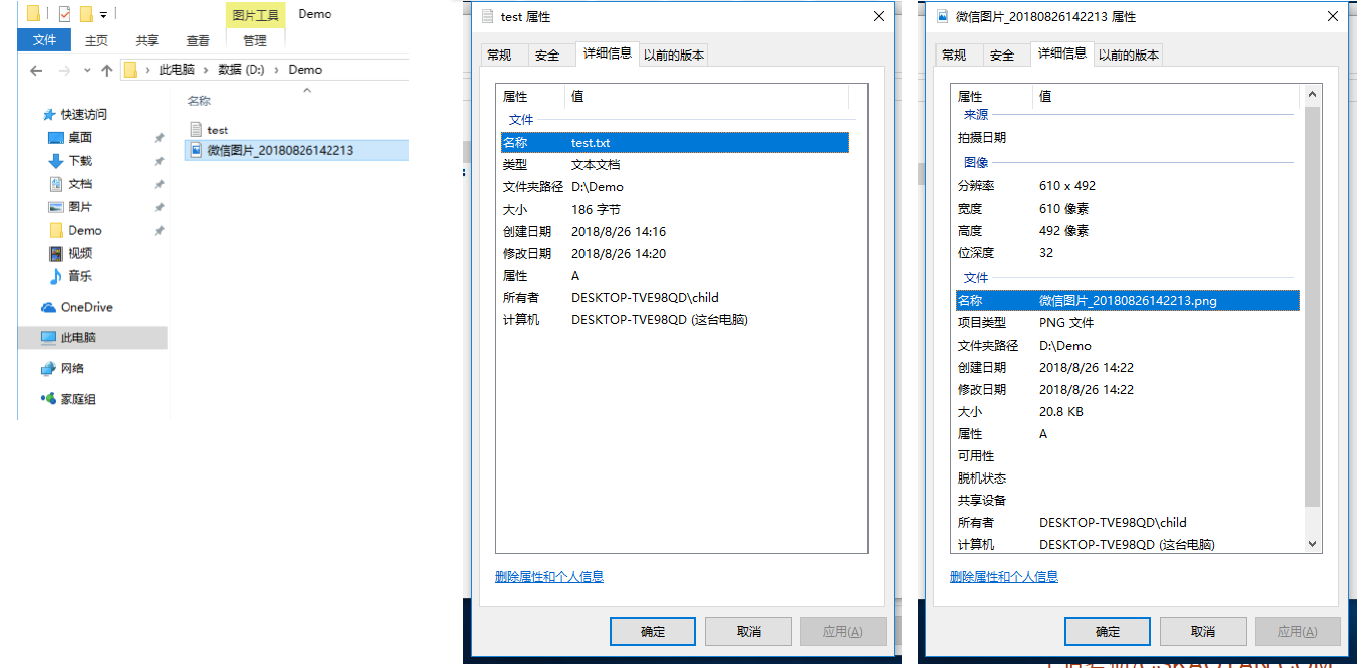 图片工具 Demo
文件 主页 共享 查看 管理
此电脑 › 数据 (D:) › Demo
快速访问
桌面
下载
文档
图片
Demo
视频
音乐
OneDrive
此电脑
网络
家庭组
名称
test
微信图片_20180826142213
test 属性
常规 安全 详细信息 以前的版本
属性 值
文件
名称 test.txt
类型 文本文档
文件夹路径 D:\Demo
大小 186 字节
创建日期 2018/8/26 14:16
修改日期 2018/8/26 14:20
属性 A
所有者 DESKTOP-TVE98QD\child
计算机 DESKTOP-TVE98QD (这台电脑)
删除属性和个人信息
确定 取消 应用(A)
微信图片_20180826142213 属性
常规 安全 详细信息 以前的版本
属性 值
来源
拍摄日期
图像
分辨率 610 x 492
宽度 610 像素
高度 492 像素
位深度 32
文件
名称 微信图片_20180826142213.png
项目类型 PNG 文件
文件夹路径 D:\Demo
创建日期 2018/8/26 14:22
修改日期 2018/8/26 14:22
大小 20.8 KB
属性 A
可用性
脱机状态
共享设备
所有者 DESKTOP-TVE98QD\child
计算机 DESKTOP-TVE98QD (这台电脑)
删除属性和个人信息
确定 取消 应用(A)